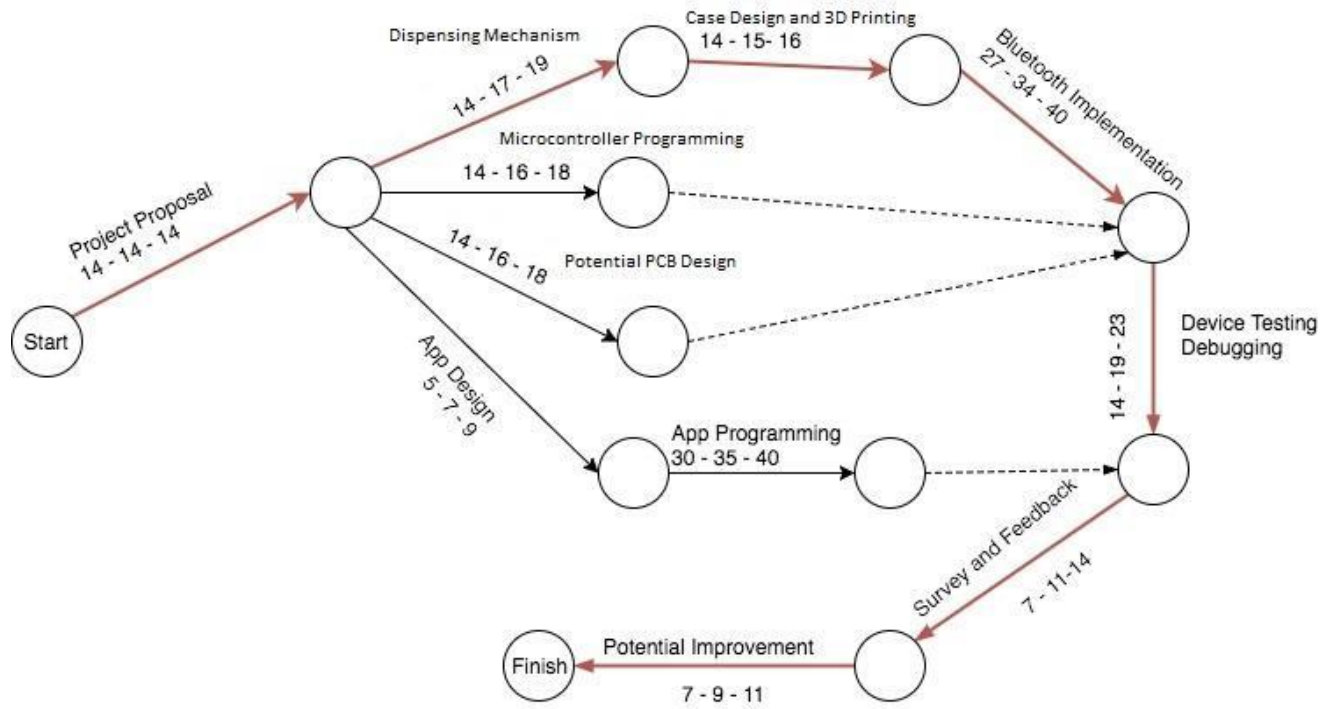 Case Design and 3D Printing
14 - 15- 16
Dispensing Mechanism
14 - 17 - 19
Bluetooth Implementation
27 - 34 - 40
Microcontroller Programming
14 - 16 - 18
Project Proposal
14 - 14 - 14
14 - 16 - 18
Potential PCB Design
Start
App Design
5 - 7 - 9
Device Testing
Debugging
14 - 19 - 23
App Programming
30 - 35 - 40
Survey and Feedback
7 - 11-14
Finish
Potential Improvement
7 - 9 - 11